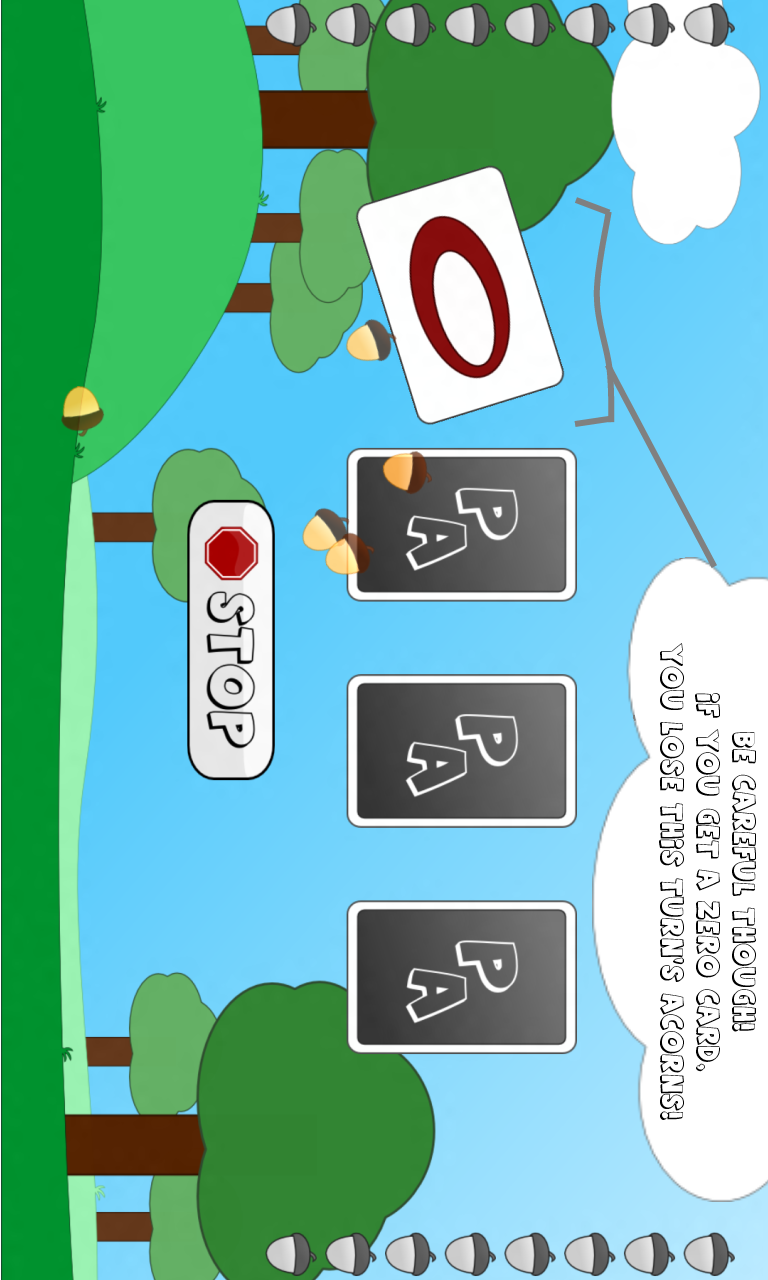 BE CAREFUL THOUGH!
IF YOU GET A ZERO CARD,
YOU LOSE THIS TURN'S ACORNS!
0
PA
PA
PA
STOP